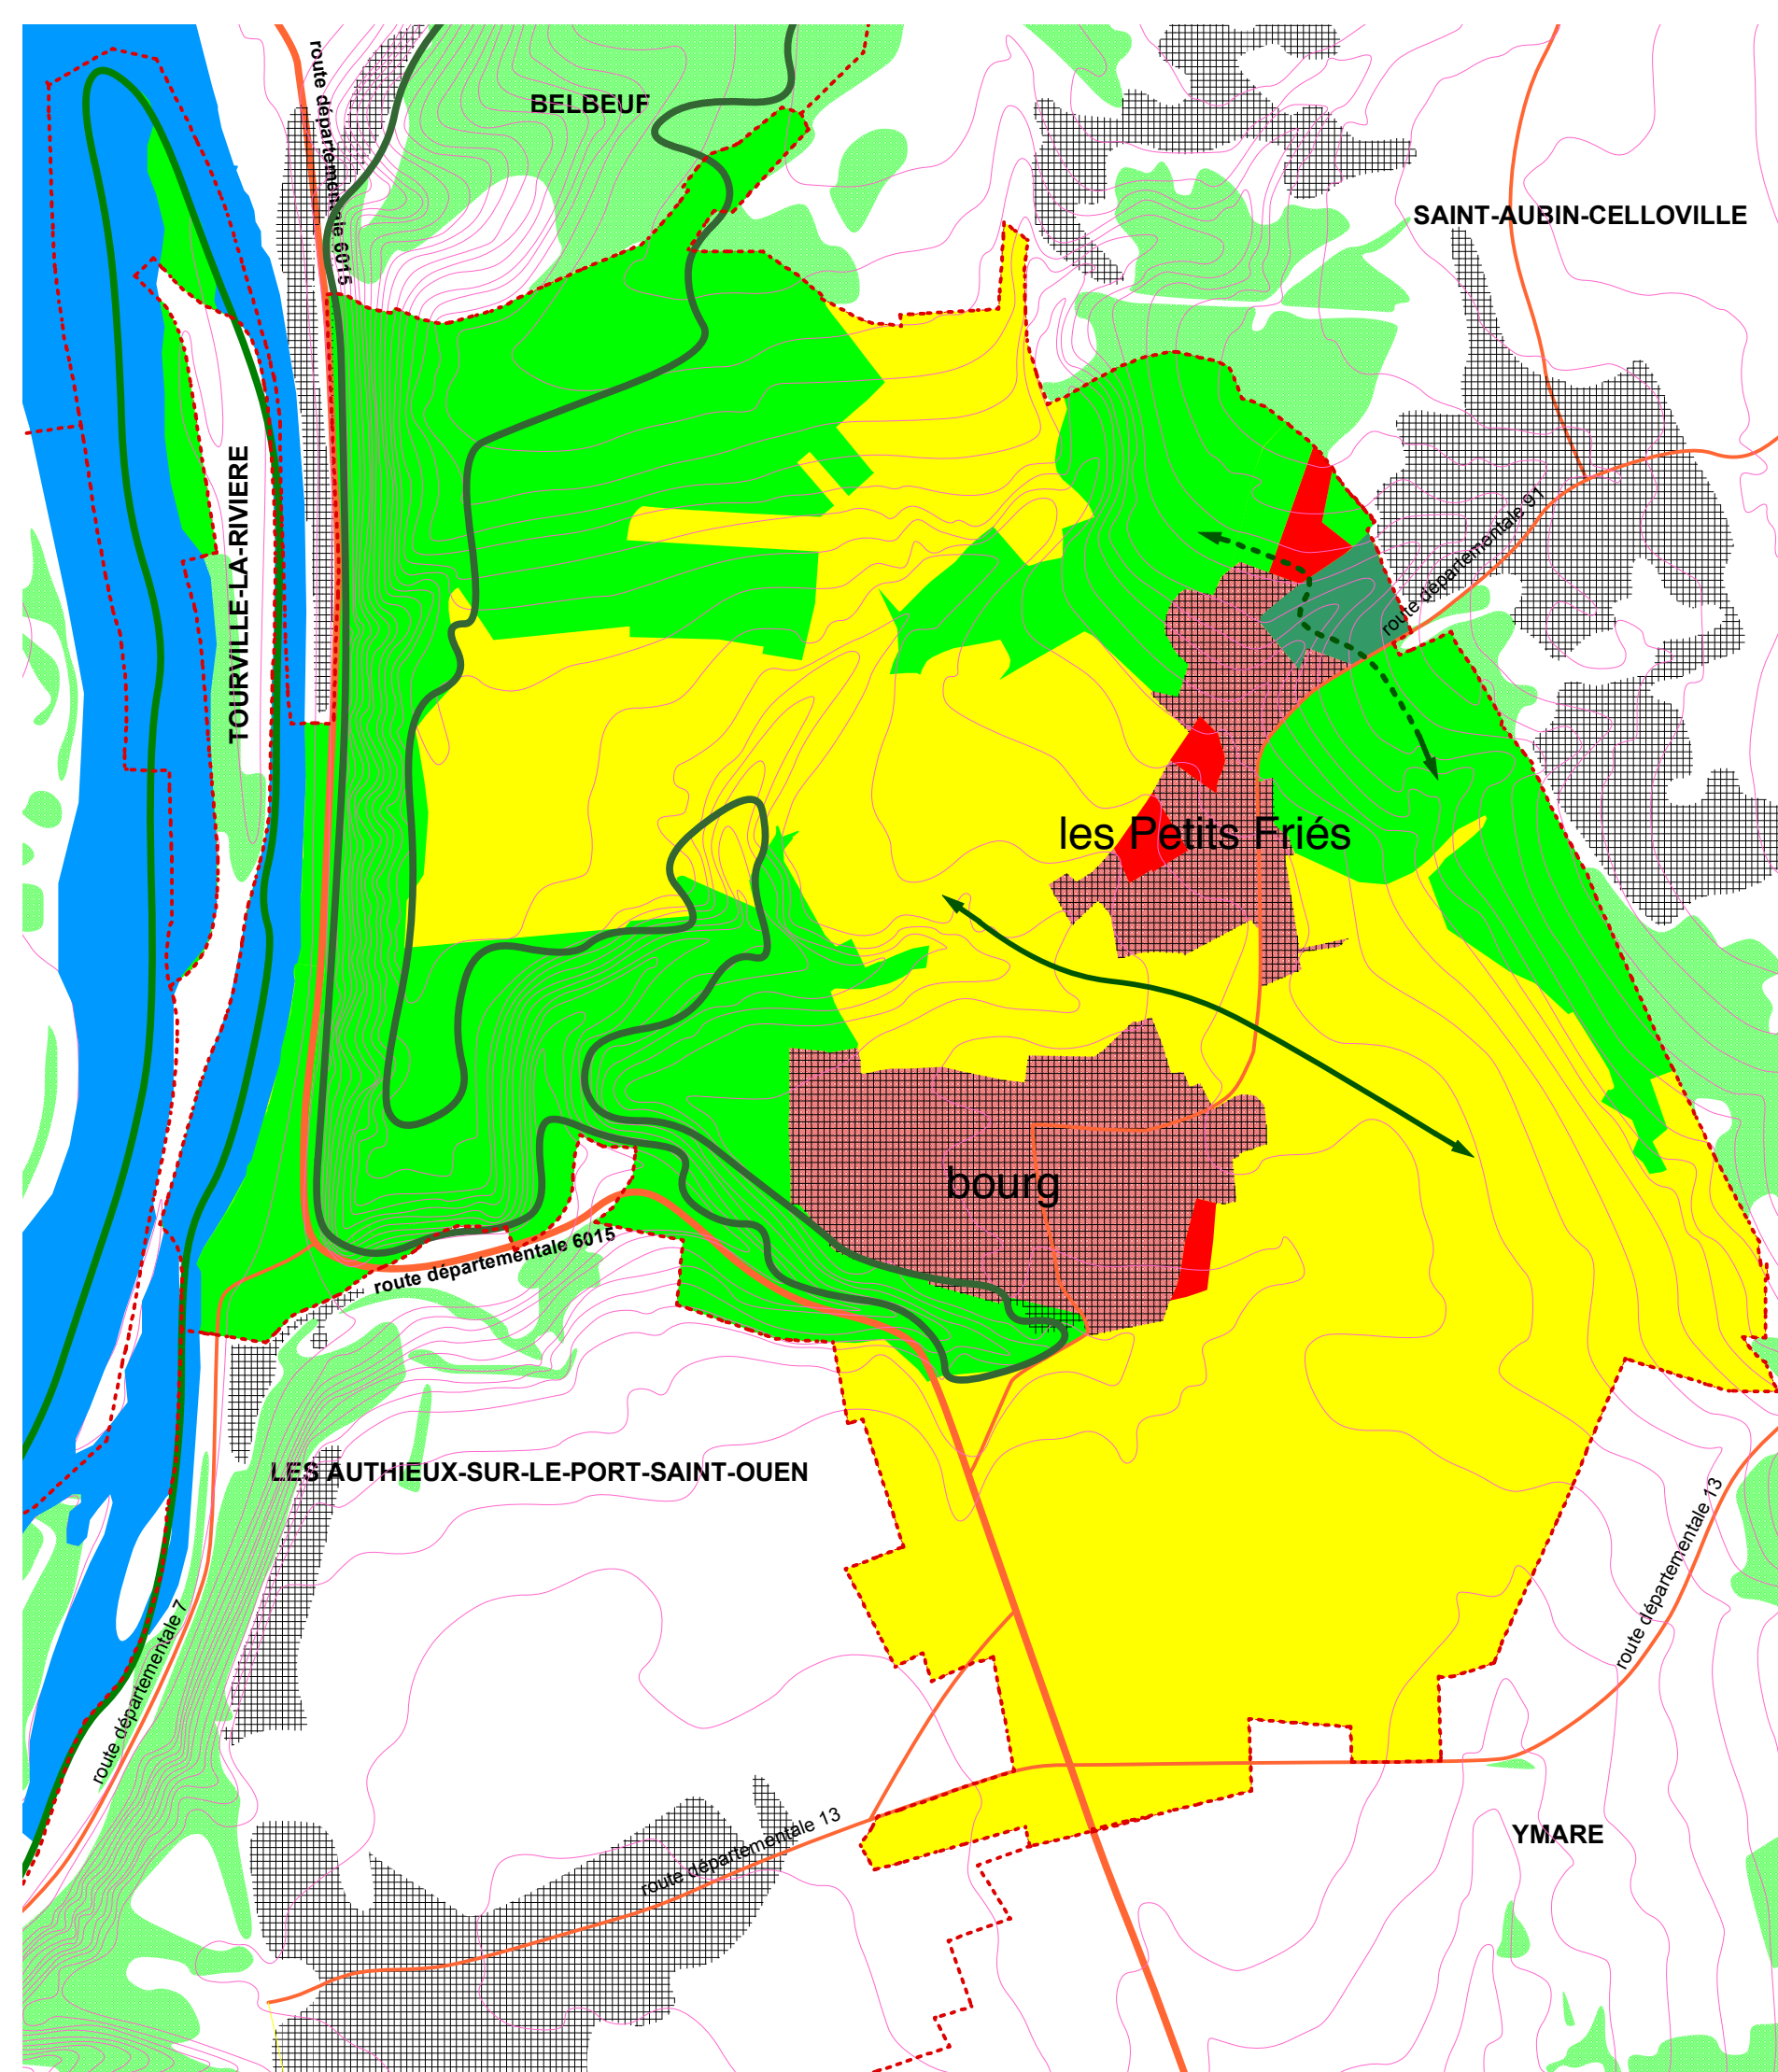 route départementale 6015
BELBEUF
SAINT-AUBIN-CELLOVILLE
TOURVILLE-LA-RIVIERE
route départementale 91
les Petits Friés
bourg
route départementale 6015
LES AUTHIEUX-SUR-LE-PORT-SAINT-OUEN
route départementale 13
route départementale 7
route départementale 13
YMARE